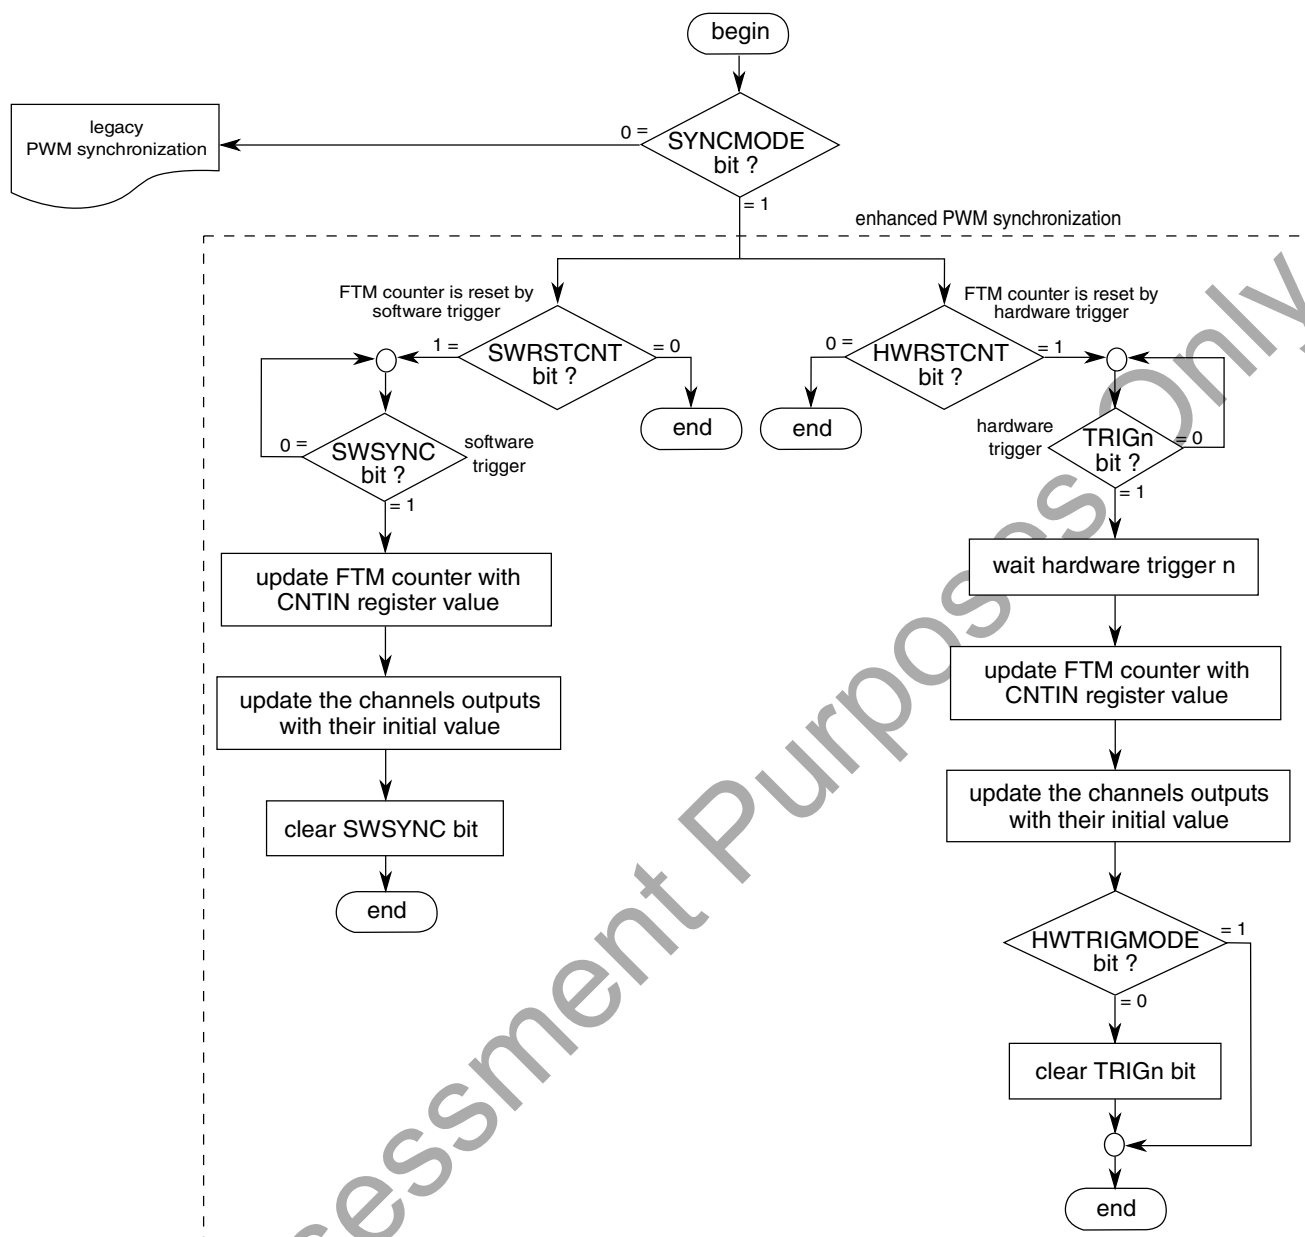 begin
SYNCMODE
bit ?
0 =
= 1
legacy
PWM synchronization
enhanced PWM synchronization
FTM counter is reset by
software trigger
SWRSTCNT
bit ?
1 =
= 0
end
FTM counter is reset by
hardware trigger
HWRSTCNT
bit ?
0 =
= 1
end
SWSYNC
bit ?
0 =
= 1
software
trigger
update FTM counter with
CNTIN register value
update the channels outputs
with their initial value
clear SWSYNC bit
end
hardware
trigger
TRIGn
bit ?
= 0
= 1
wait hardware trigger n
update FTM counter with
CNTIN register value
update the channels outputs
with their initial value
HWTRIGMODE
bit ?
= 1
= 0
clear TRIGn bit
end
essment Purposes Only